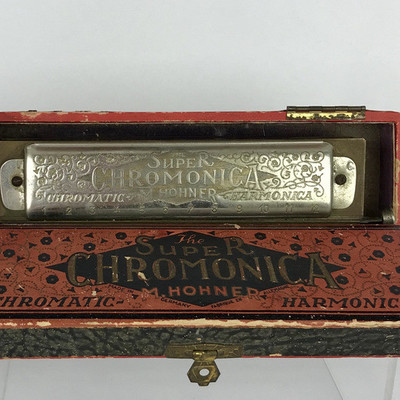 SUPER
CHROMONICA
CHROMATIC M. HOHNER HARMONICA
The
SUPER
CHROMONICA
M. HOHNER
CHROMATIC HARMONIC